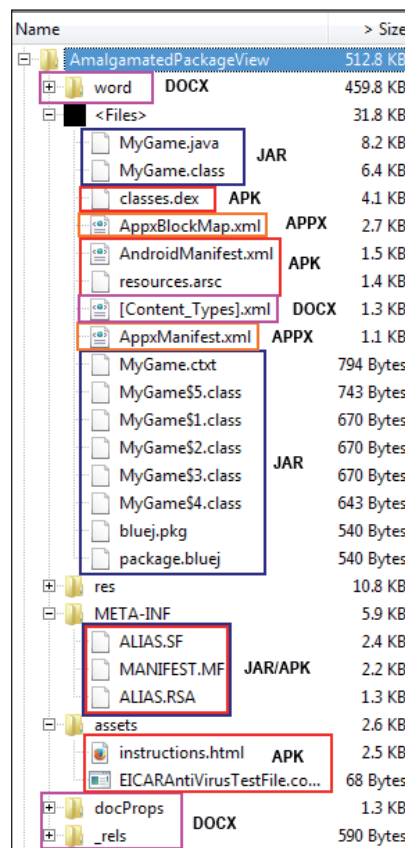 Name > Size
AmalgamatedPackageView 512.8 KB
word DOCX 459.8 KB
<Files> 31.8 KB
MyGame.java 8.2 KB
JAR
MyGame.class 6.4 KB
classes.dex APK 4.1 KB
AppxBlockMap.xml APPX 2.7 KB
AndroidManifest.xml 1.5 KB
APK
resources.arsc 1.4 KB
[Content_Types].xml DOCX 1.3 KB
AppxManifest.xml APPX 1.1 KB
MyGame.ctxt 794 Bytes
MyGame$5.class 743 Bytes
MyGame$1.class 670 Bytes
MyGame$2.class 670 Bytes
MyGame$3.class JAR 670 Bytes
MyGame$4.class 643 Bytes
bluej.pkg 540 Bytes
package.bluej 540 Bytes
res 10.8 KB
META-INF 5.9 KB
ALIAS.SF 2.4 KB
MANIFEST.MF JAR/APK 2.2 KB
ALIAS.RSA 1.3 KB
assets 2.6 KB
instructions.html APK 2.5 KB
EICARAntiVirusTestFile.co... 68 Bytes
docProps 1.3 KB
DOCX
_rels 590 Bytes